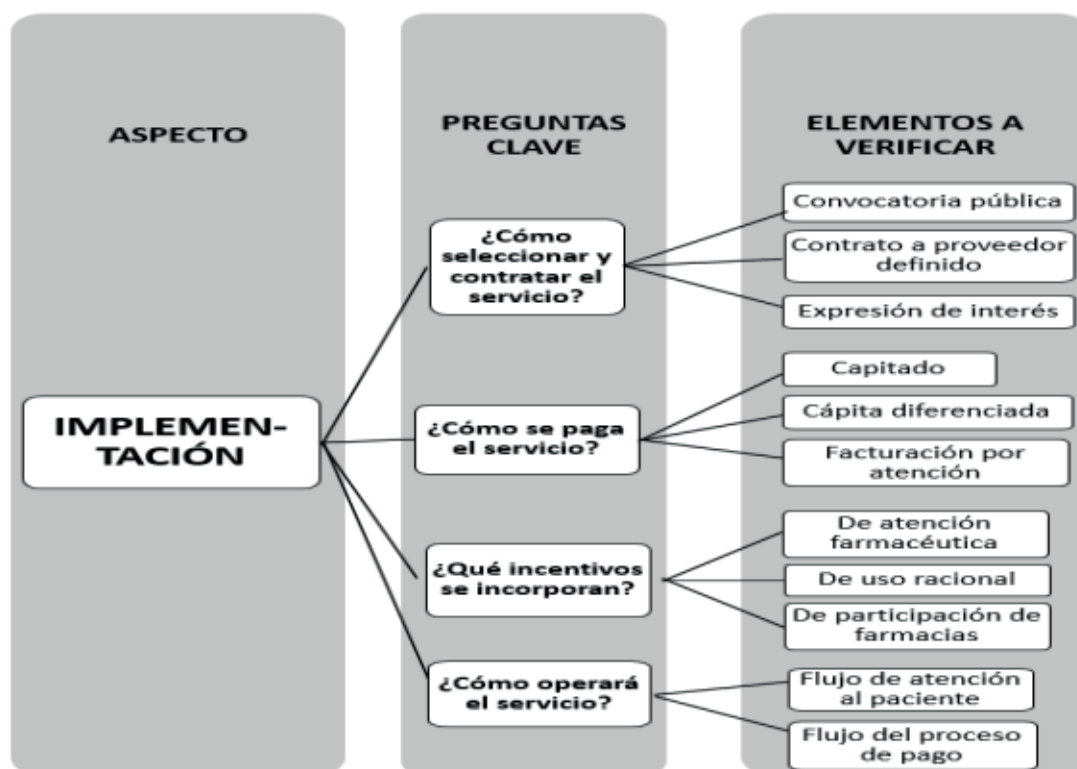 ASPECTO
PREGUNTAS
CLAVE
ELEMENTOS A
VERIFICAR
IMPLEMEN-
TACIÓN
¿Cómo
seleccionar y
contratar el
servicio?
Convocatoria pública
Contrato a proveedor
definido
Expresión de interés
¿Cómo se paga
el servicio?
Capitado
Cápita diferenciada
Facturación por
atención
¿Qué incentivos
se incorporan?
De atención
farmacéutica
De uso racional
De participación de
farmacias
¿Cómo operará
el servicio?
Flujo de atención
al paciente
Flujo del proceso
de pago